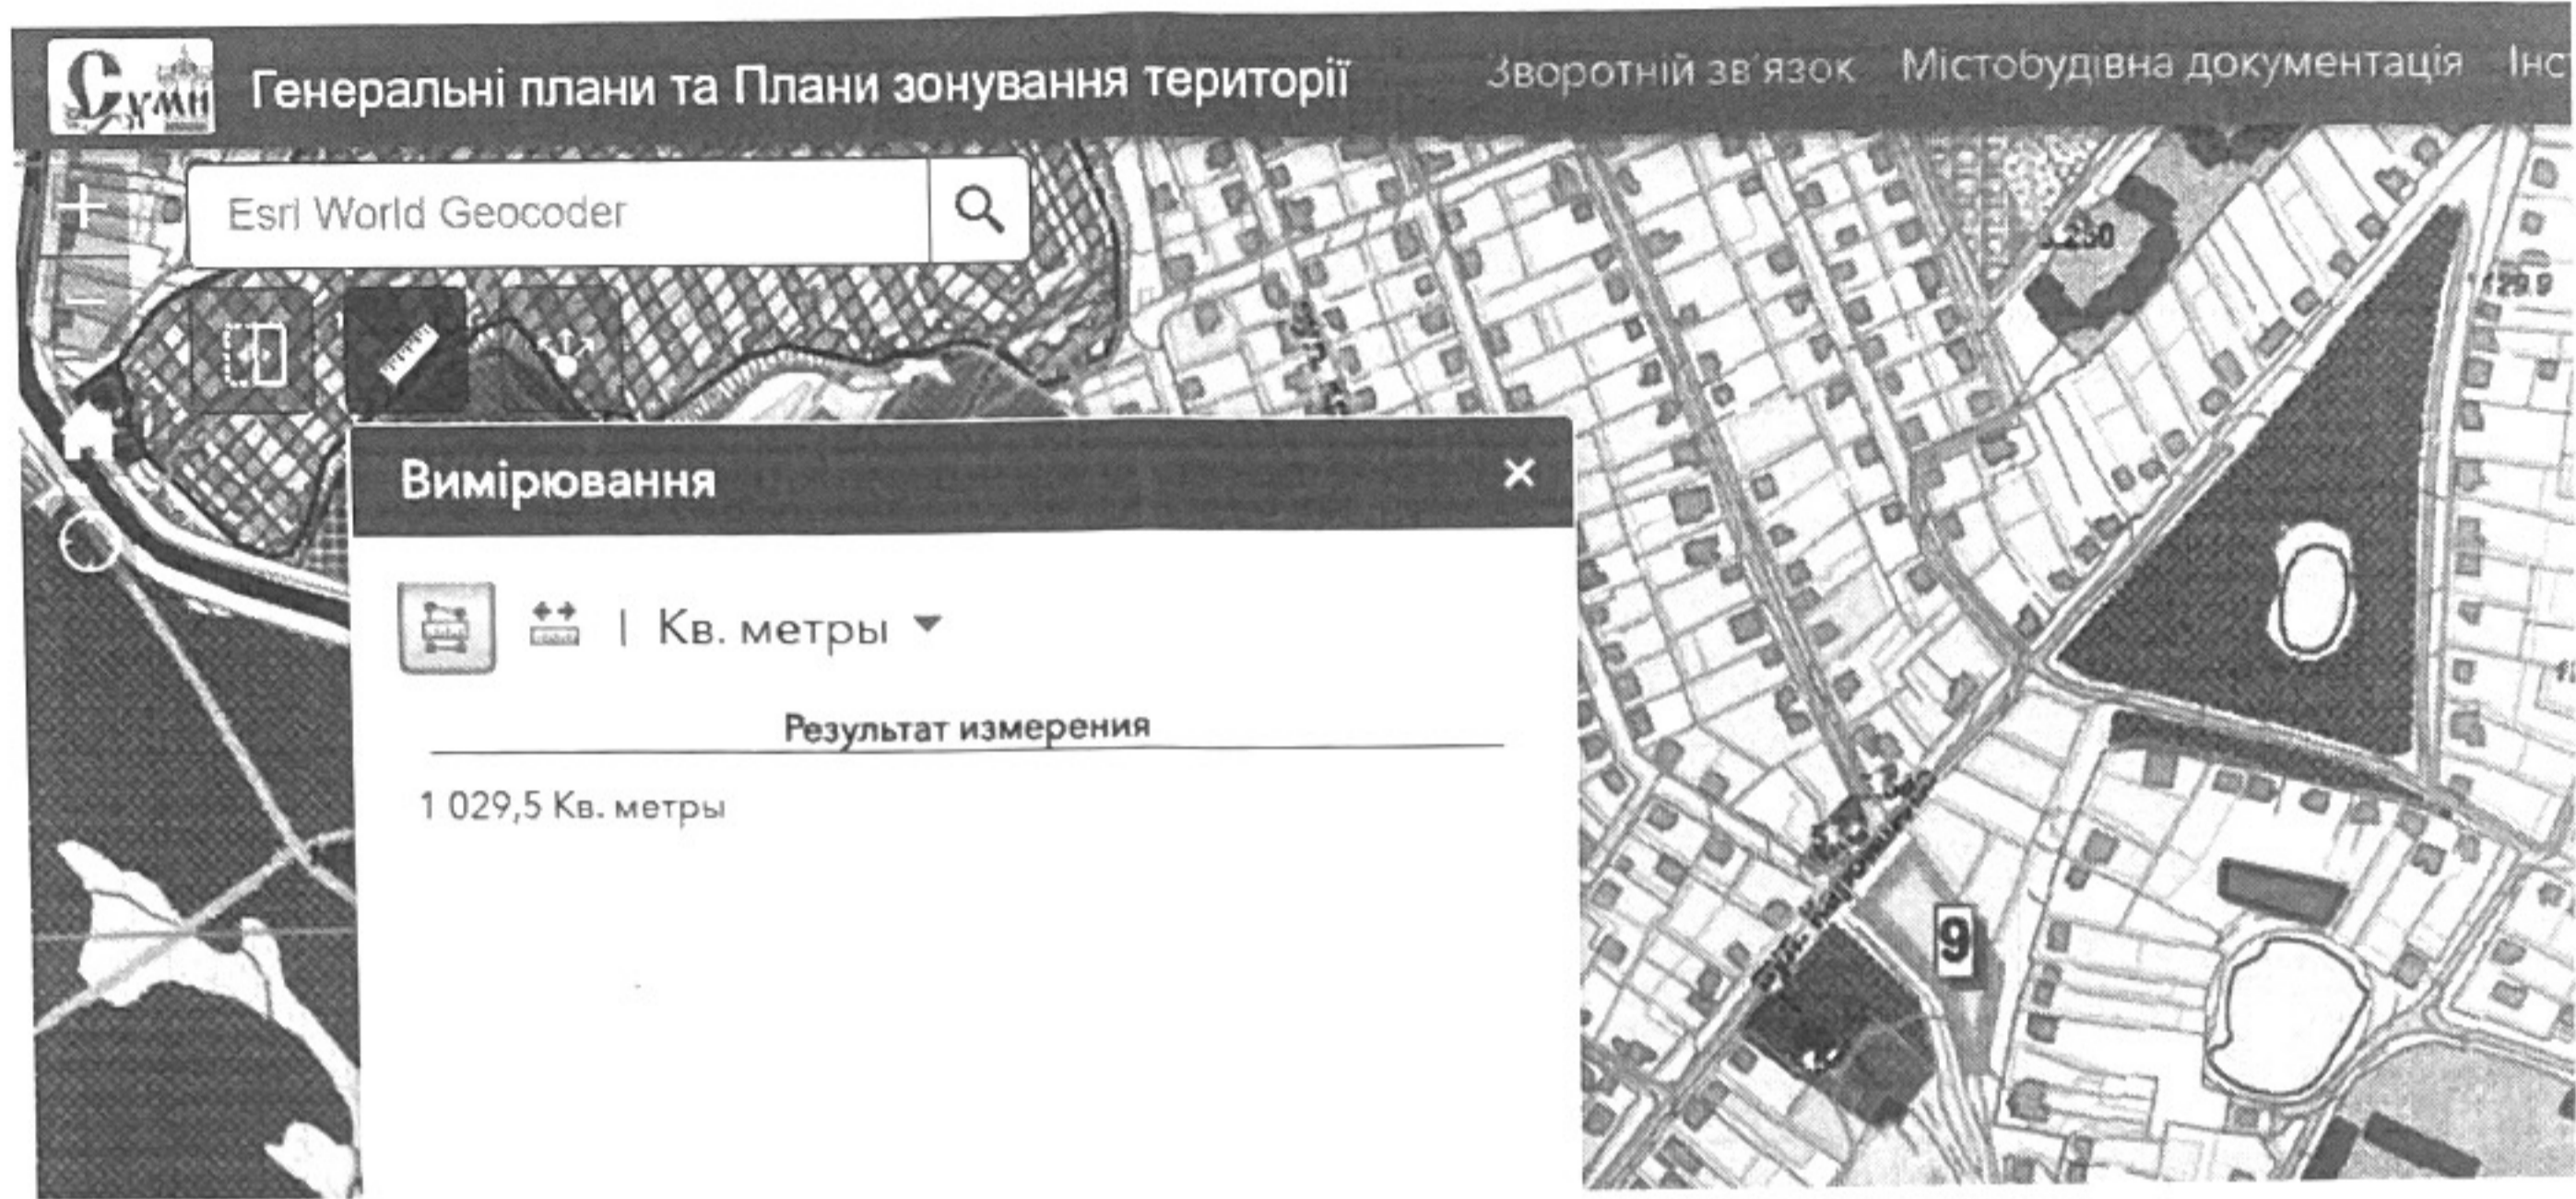 Суми
Генеральні плани та Плани зонування території
Зворотній зв'язок
Містобудівна документація
Інс
Esri World Geocoder
Вимірювання
Кв. метры
Результат измерения
1 029,5 Кв. метры
9